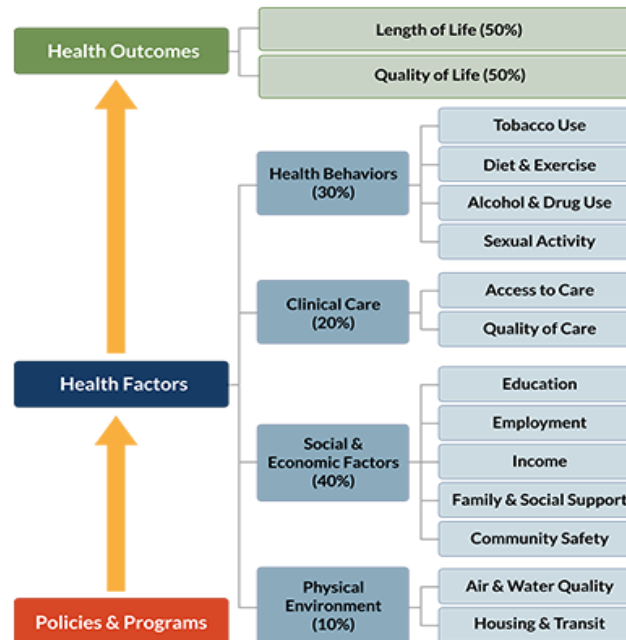 Health Outcomes
Length of Life (50%)
Quality of Life (50%)
Health Behaviors
(30%)
Tobacco Use
Diet & Exercise
Alcohol & Drug Use
Sexual Activity
Clinical Care
(20%)
Access to Care
Quality of Care
Health Factors
Social &
Economic Factors
(40%)
Education
Employment
Income
Family & Social Support
Community Safety
Physical
Environment
(10%)
Air & Water Quality
Housing & Transit
Policies & Programs